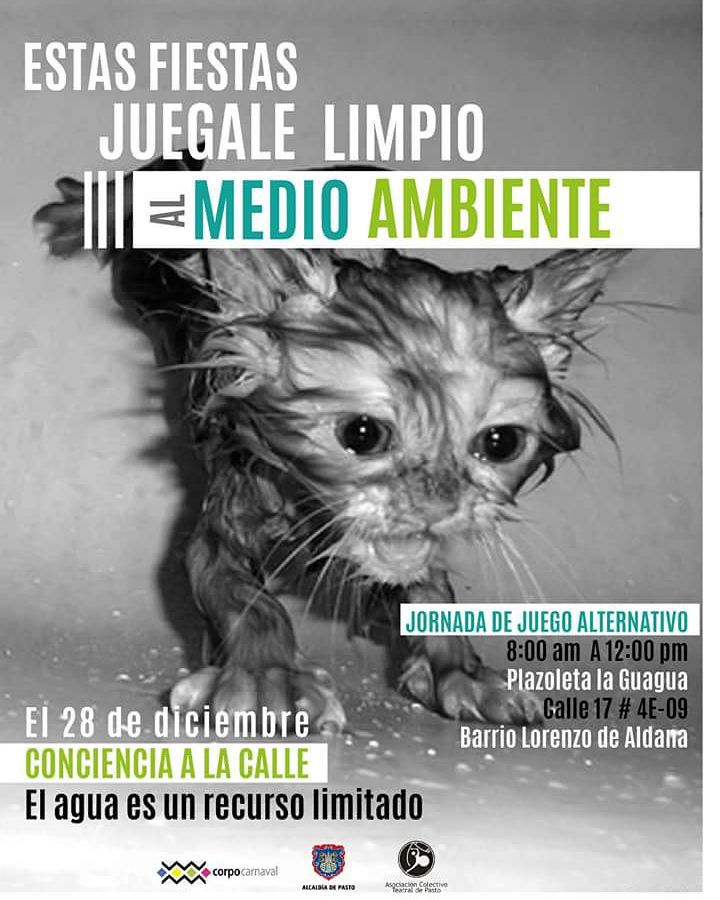 ESTAS FIESTAS
JUEGALE LIMPIO
AL MEDIO AMBIENTE
JORNADA DE JUEGO ALTERNATIVO
8:00 am A 12:00 pm
Plazoleta la Guagua
Calle 17 # 4E-09
Barrio Lorenzo de Aldana
El 28 de diciembre
CONCIENCIA A LA CALLE
El agua es un recurso limitado
corpocarnaval
ALCALDÍA DE PASTO
Asociación Colectivo
Teatral de Pasto